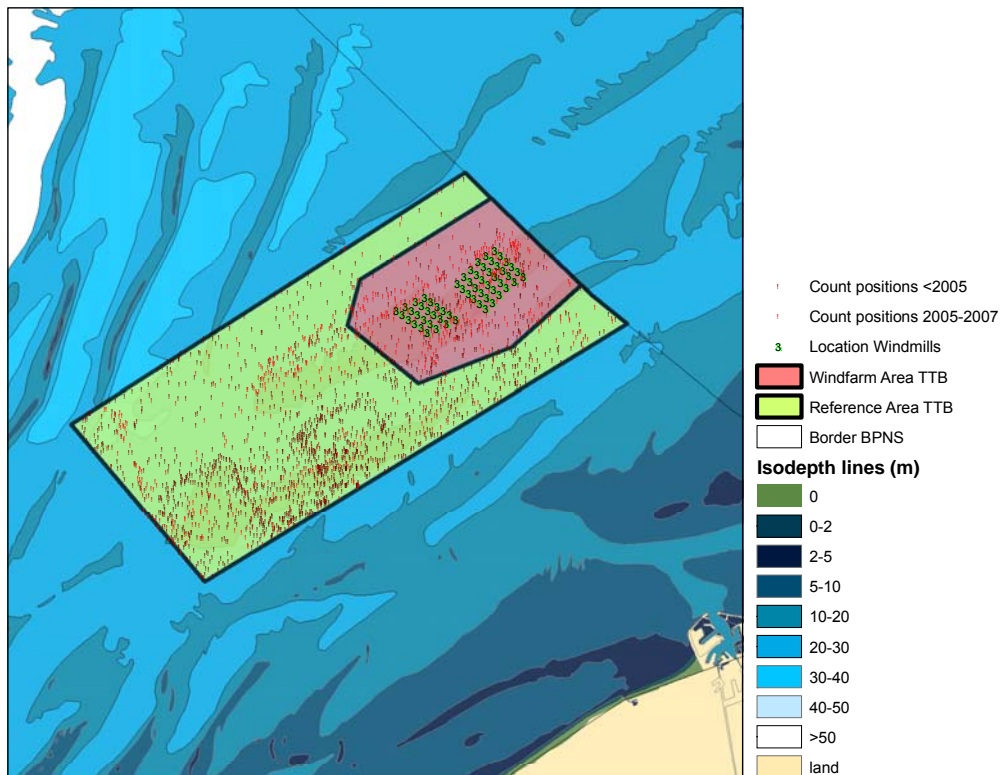 Count positions <2005
Count positions 2005-2007
3 Location Windmills
Windfarm Area TTB
Reference Area TTB
Border BPNS
Isodepth lines (m)
0
0-2
2-5
5-10
10-20
20-30
30-40
40-50
>50
land